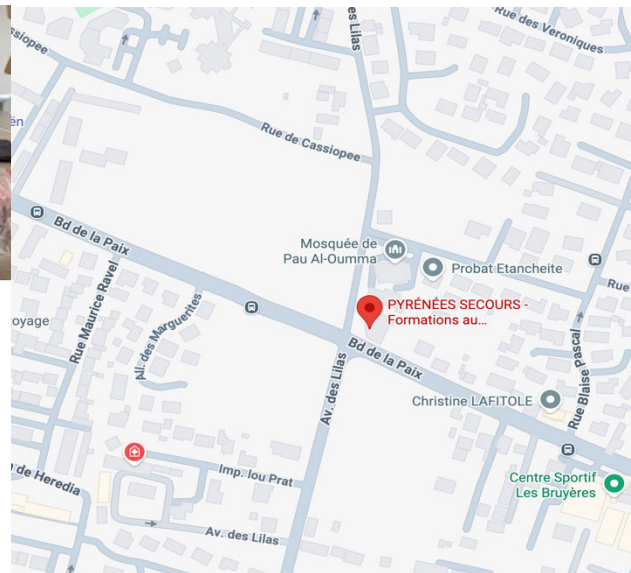 Rue des Veroniques
Av. des Lilas
Rue de Cassiopee
Bd de la Paix
Mosquée de
Pau Al-Oumma
Probat Etancheite
Rue
PYRÉNÉES SECOURS -
Formations au...
Rue Maurice Ravel
All. des Marguerites
Bd de la Paix
Av. des Lilas
Rue Blaise Pascal
Christine LAFITOLE
Imp. lou Prat
de Heredia
Centre Sportif
Les Bruyères
Av. des Lilas